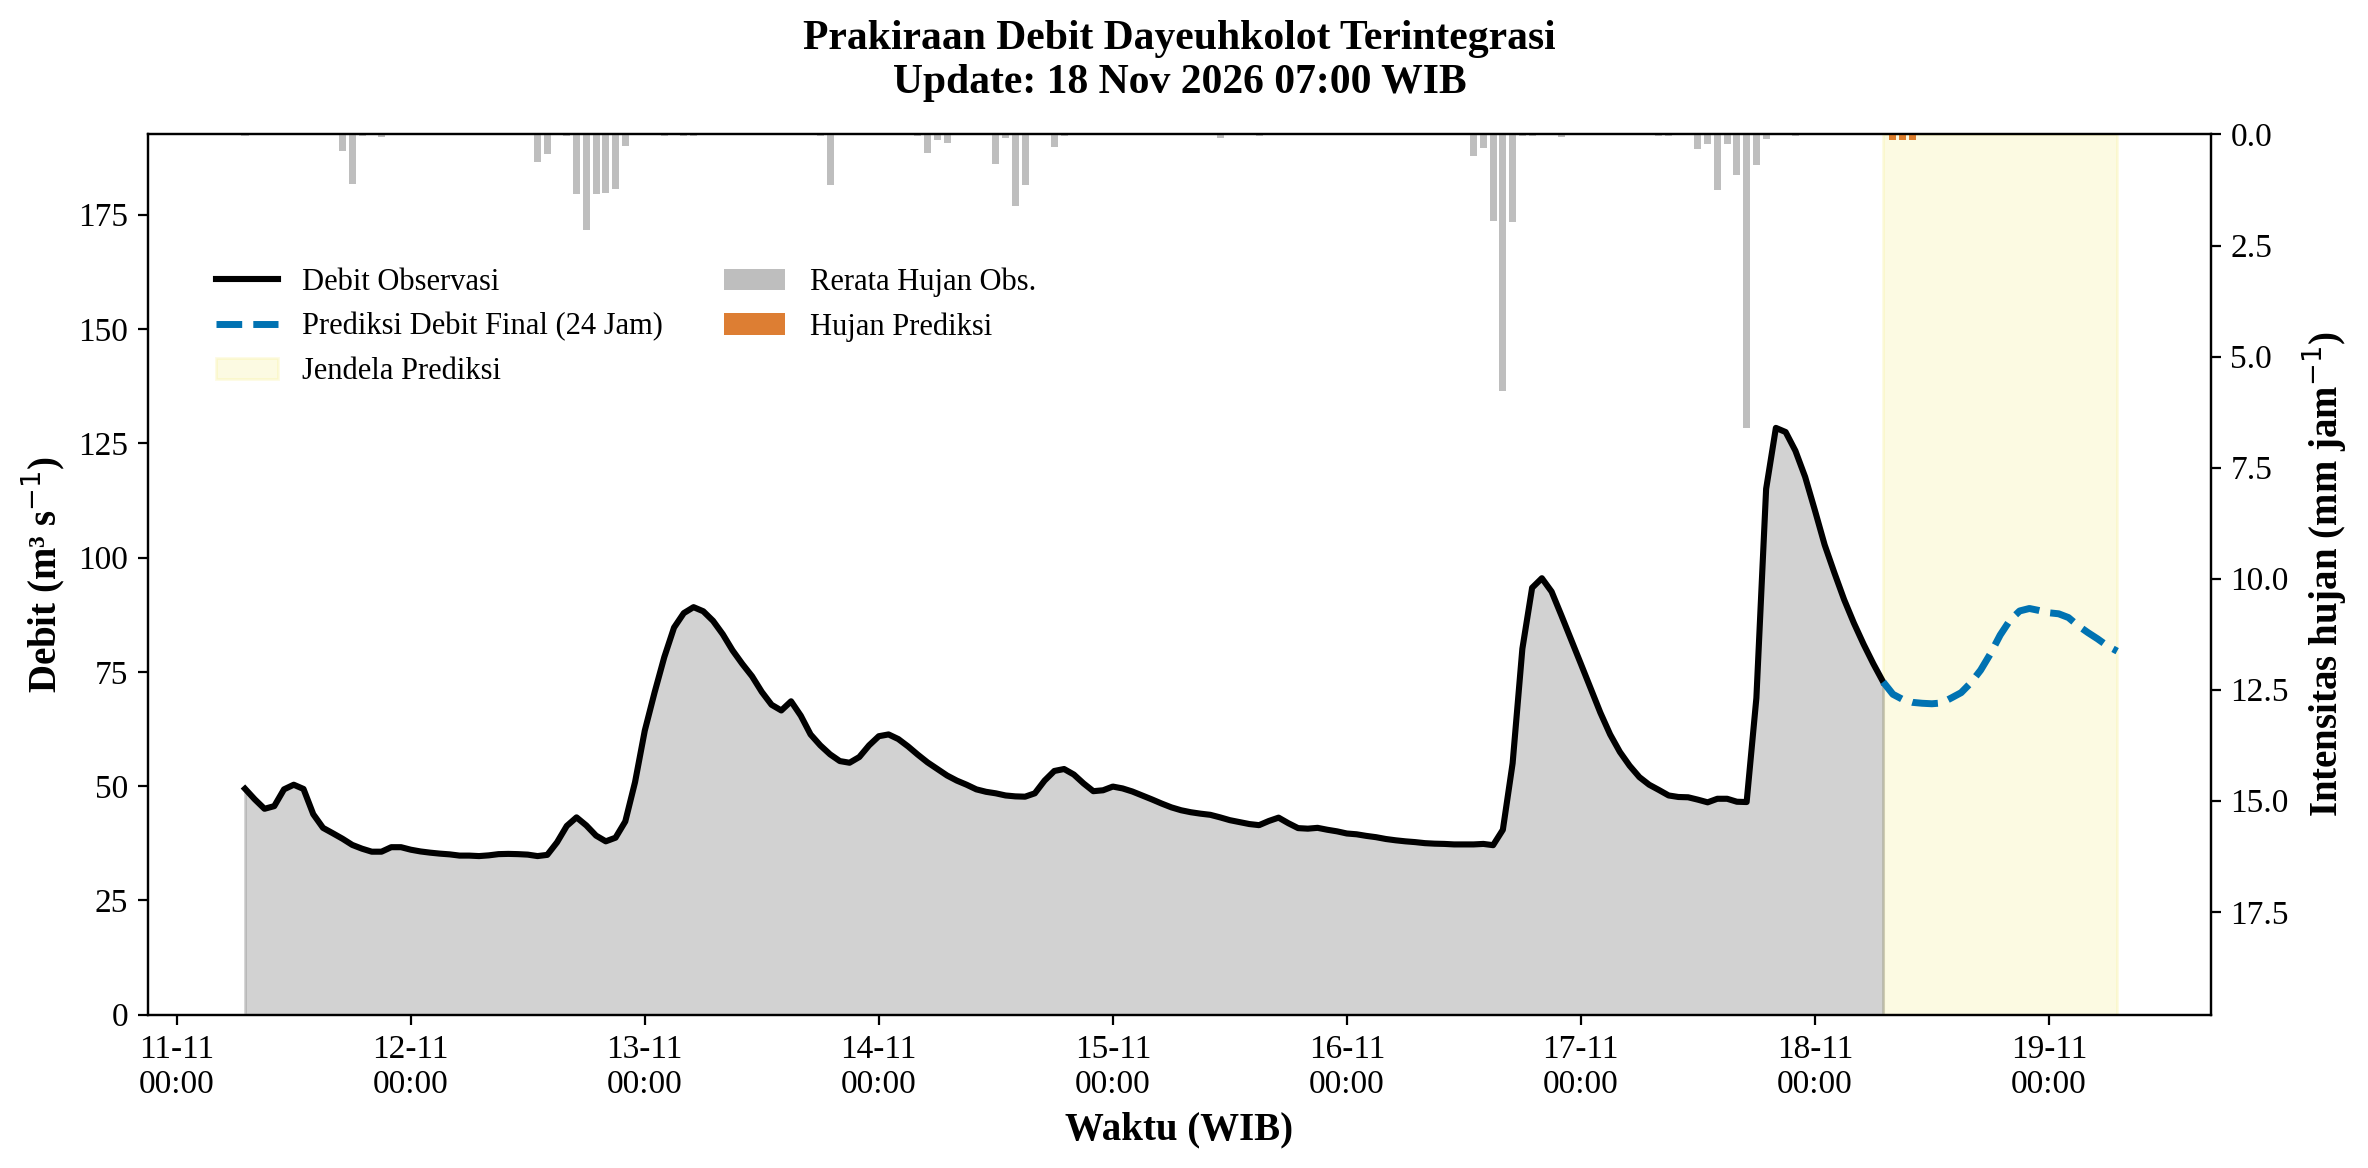 Prakiraan Debit Dayeuhkolot Terintegrasi
Update: 18 Nov 2026 07:00 WIB
Debit (m³ s⁻¹)
175
150
125
100
75
50
25
0
Debit Observasi
Prediksi Debit Final (24 Jam)
Jendela Prediksi
Rerata Hujan Obs.
Hujan Prediksi
0.0
2.5
5.0
7.5
10.0
12.5
15.0
17.5
Intensitas hujan (mm jam⁻¹)
11-11 00:00
12-11 00:00
13-11 00:00
14-11 00:00
15-11 00:00
16-11 00:00
17-11 00:00
18-11 00:00
19-11 00:00
Waktu (WIB)